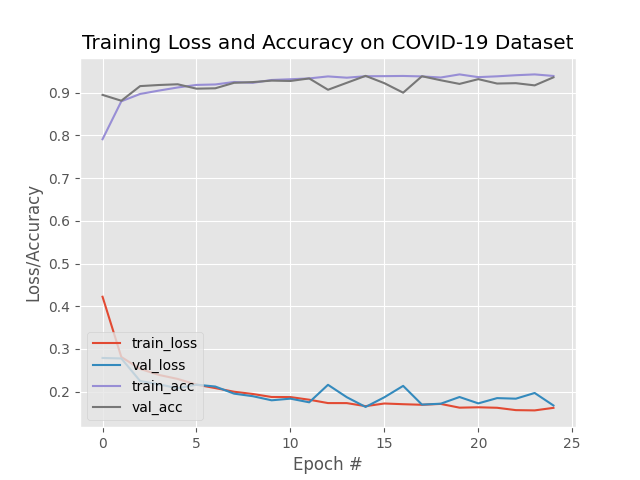 Training Loss and Accuracy on COVID-19 Dataset
0.9
0.8
0.7
0.6
0.5
0.4
0.3
0.2
Loss/Accuracy
train_loss
val_loss
train_acc
val_acc
0 5 10 15 20 25
Epoch #